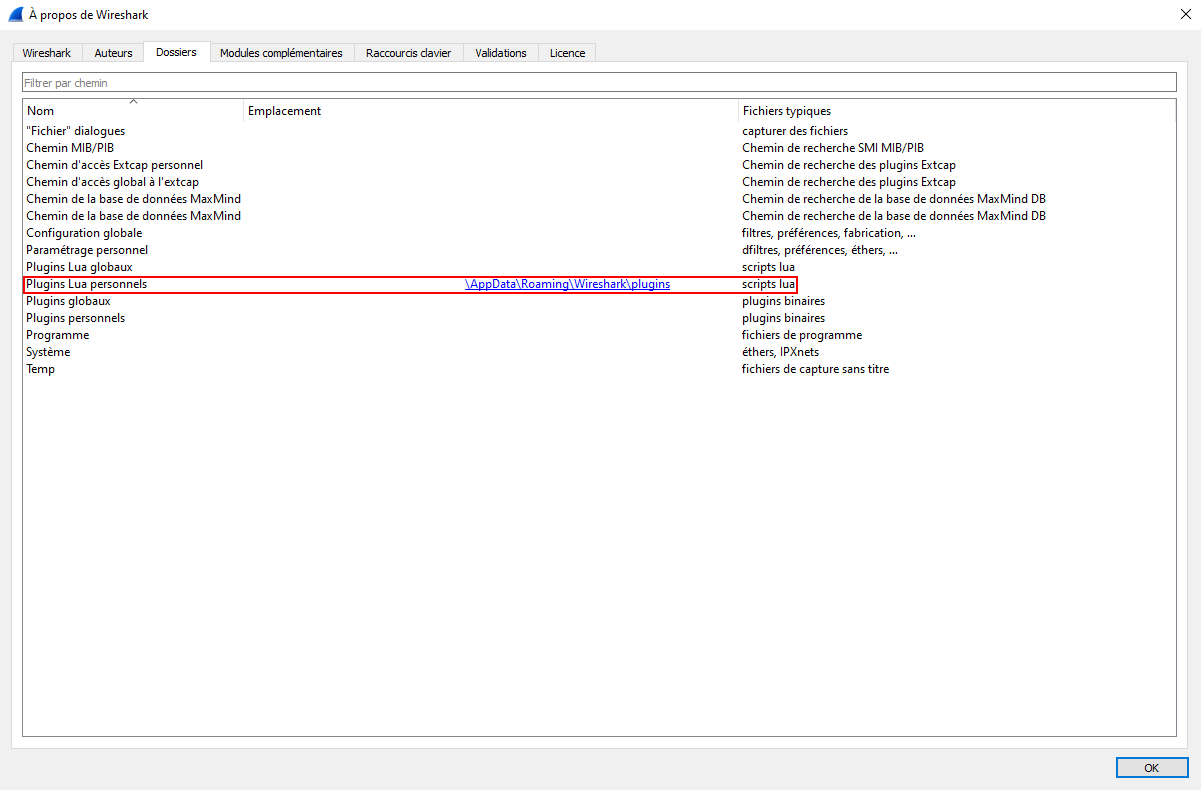 À propos de Wireshark
Wireshark Auteurs Dossiers Modules complémentaires Raccourcis clavier Validations Licence
Filtrer par chemin
Nom Emplacement Fichiers typiques
"Fichier" dialogues capturer des fichiers
Chemin MIB/PIB Chemin de recherche SMI MIB/PIB
Chemin d'accès Extcap personnel Chemin de recherche des plugins Extcap
Chemin d'accès global à l'extcap Chemin de recherche des plugins Extcap
Chemin de la base de données MaxMind Chemin de recherche de la base de données MaxMind DB
Chemin de la base de données MaxMind Chemin de recherche de la base de données MaxMind DB
Configuration globale filtres, préférences, fabrication, ...
Paramétrage personnel dfiltres, préférences, éthers, ...
Plugins Lua globaux scripts lua
Plugins Lua personnels \AppData\Roaming\Wireshark\plugins scripts lua
Plugins globaux plugins binaires
Plugins personnels plugins binaires
Programme fichiers de programme
Système éthers, IPXnets
Temp fichiers de capture sans titre
OK